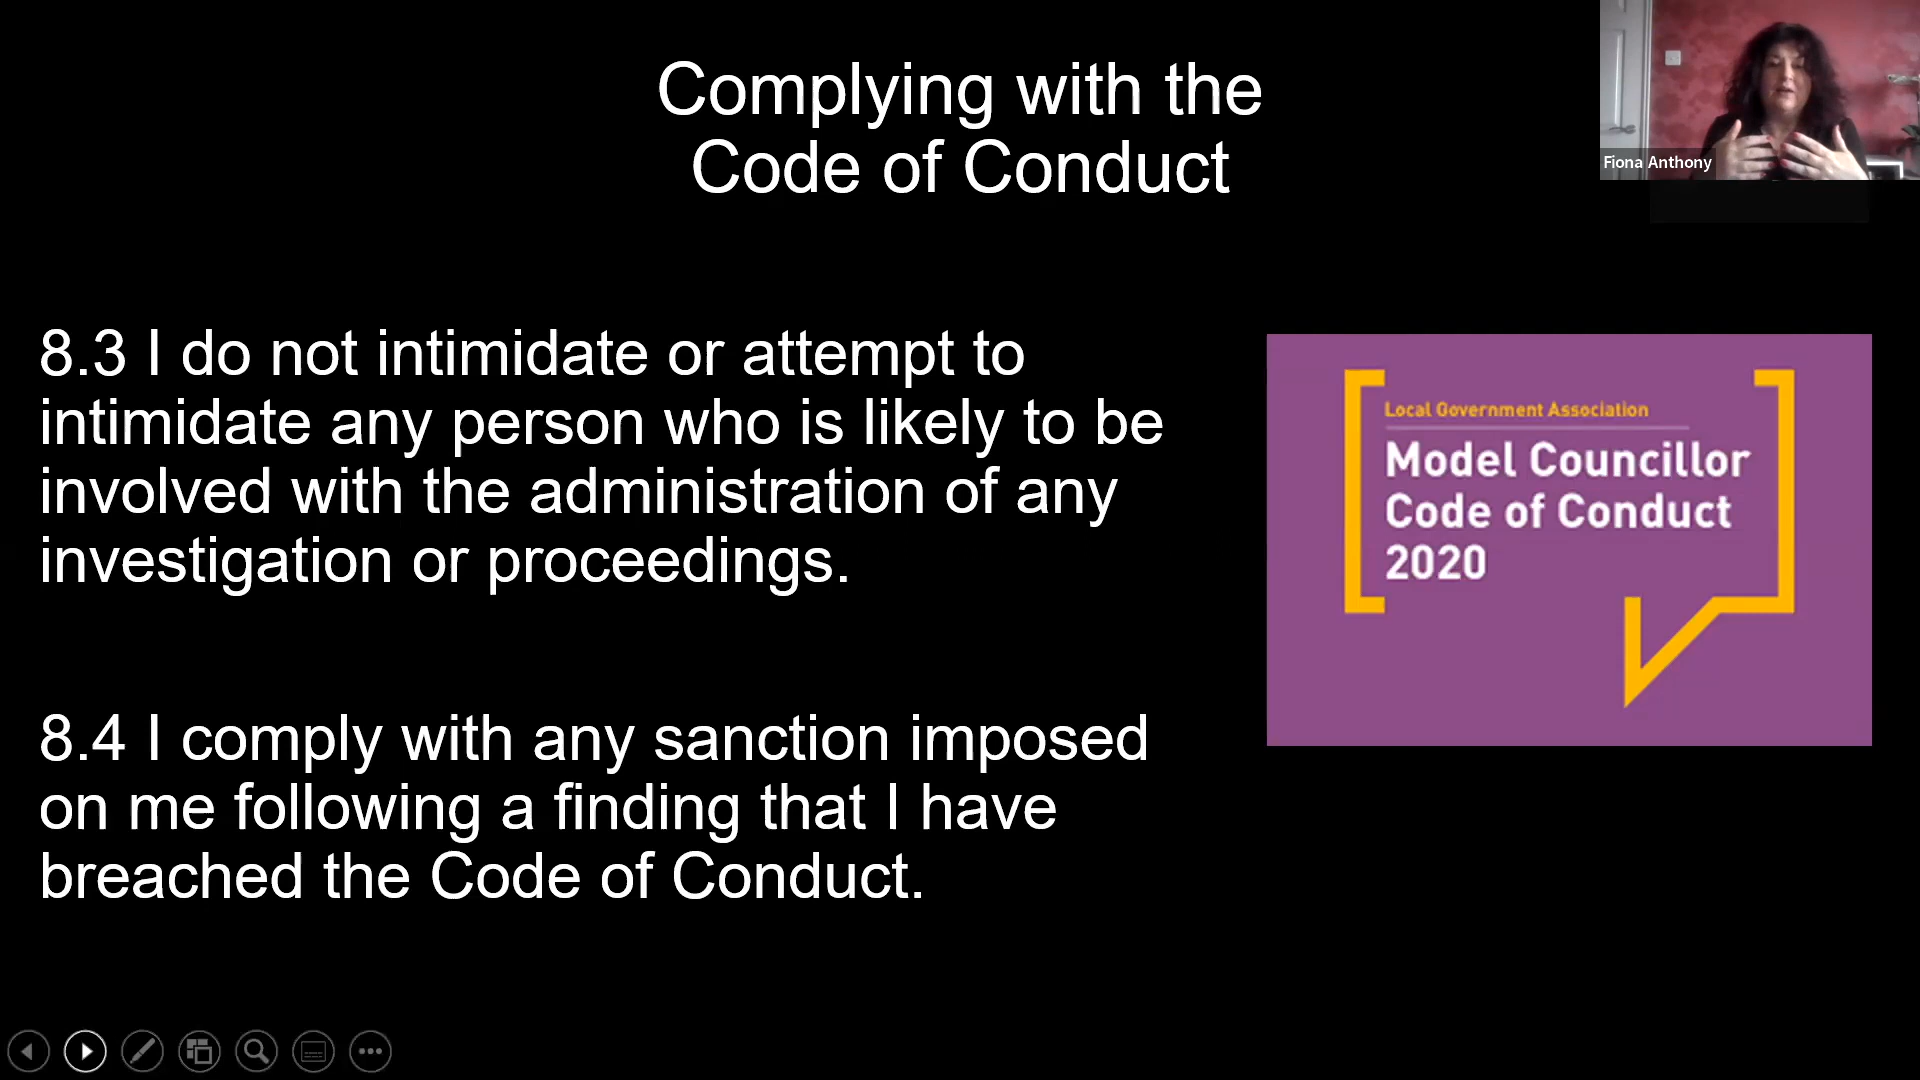 Complying with the
Code of Conduct
Fiona Anthony
8.3 I do not intimidate or attempt to
intimidate any person who is likely to be
involved with the administration of any
investigation or proceedings.
8.4 I comply with any sanction imposed
on me following a finding that I have
breached the Code of Conduct.
Local Government Association
Model Councillor
Code of Conduct
2020